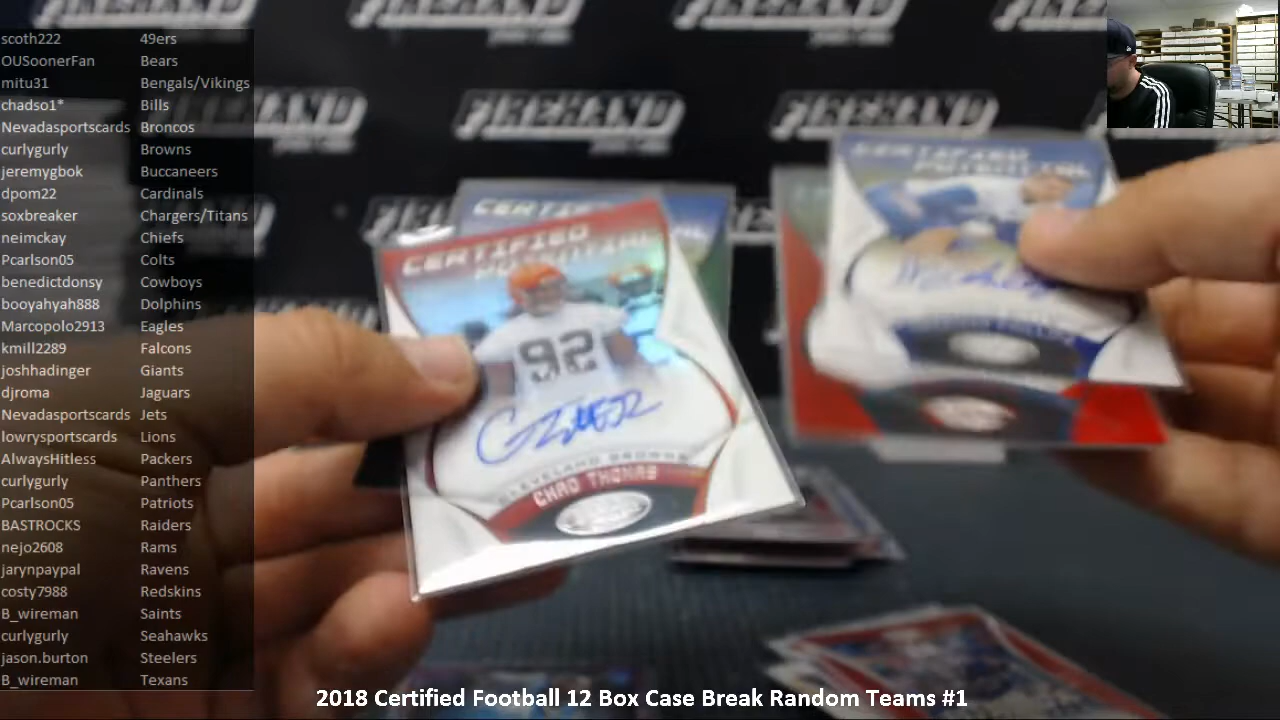 scoth222 49ers
OUSoonerFan Bears
mitu31 Bengals/Vikings
chadso1* Bills
Nevadasportscards Broncos
curlygurly Browns
jeremygbok Buccaneers
dpom22 Cardinals
soxbreaker Chargers/Titans
neimckay Chiefs
Pcarlson05 Colts
benedictdonsy Cowboys
booyahyah888 Dolphins
Marcopolo2913 Eagles
kmill2289 Falcons
joshhadinger Giants
djroma Jaguars
Nevadasportscards Jets
lowrysportscards Lions
AlwaysHitless Packers
curlygurly Panthers
Pcarlson05 Patriots
BASTROCKS Raiders
nejo2608 Rams
jarynpaypal Ravens
costy7988 Redskins
B_wireman Saints
curlygurly Seahawks
jason.burton Steelers
B_wireman Texans
FIREHAND
FIREHAND
FIREHAND
CERTIFIED
POTENTIAL
CERTIFIED
POTENTIAL
92
CLEVELAND BROWNS
CHAD THOMAS
2018 Certified Football 12 Box Case Break Random Teams #1